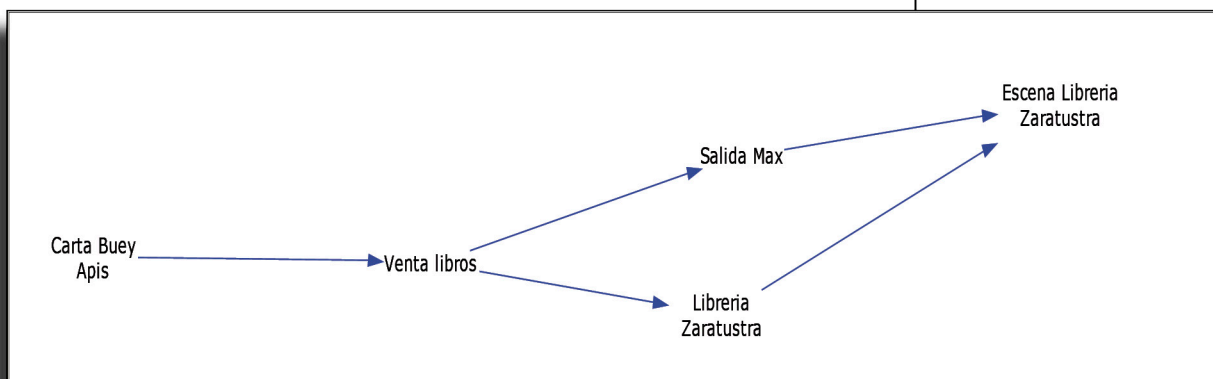 Escena Libreria
Zaratustra
Salida Max
Carta Buey
Apis
Venta libros
Libreria
Zaratustra